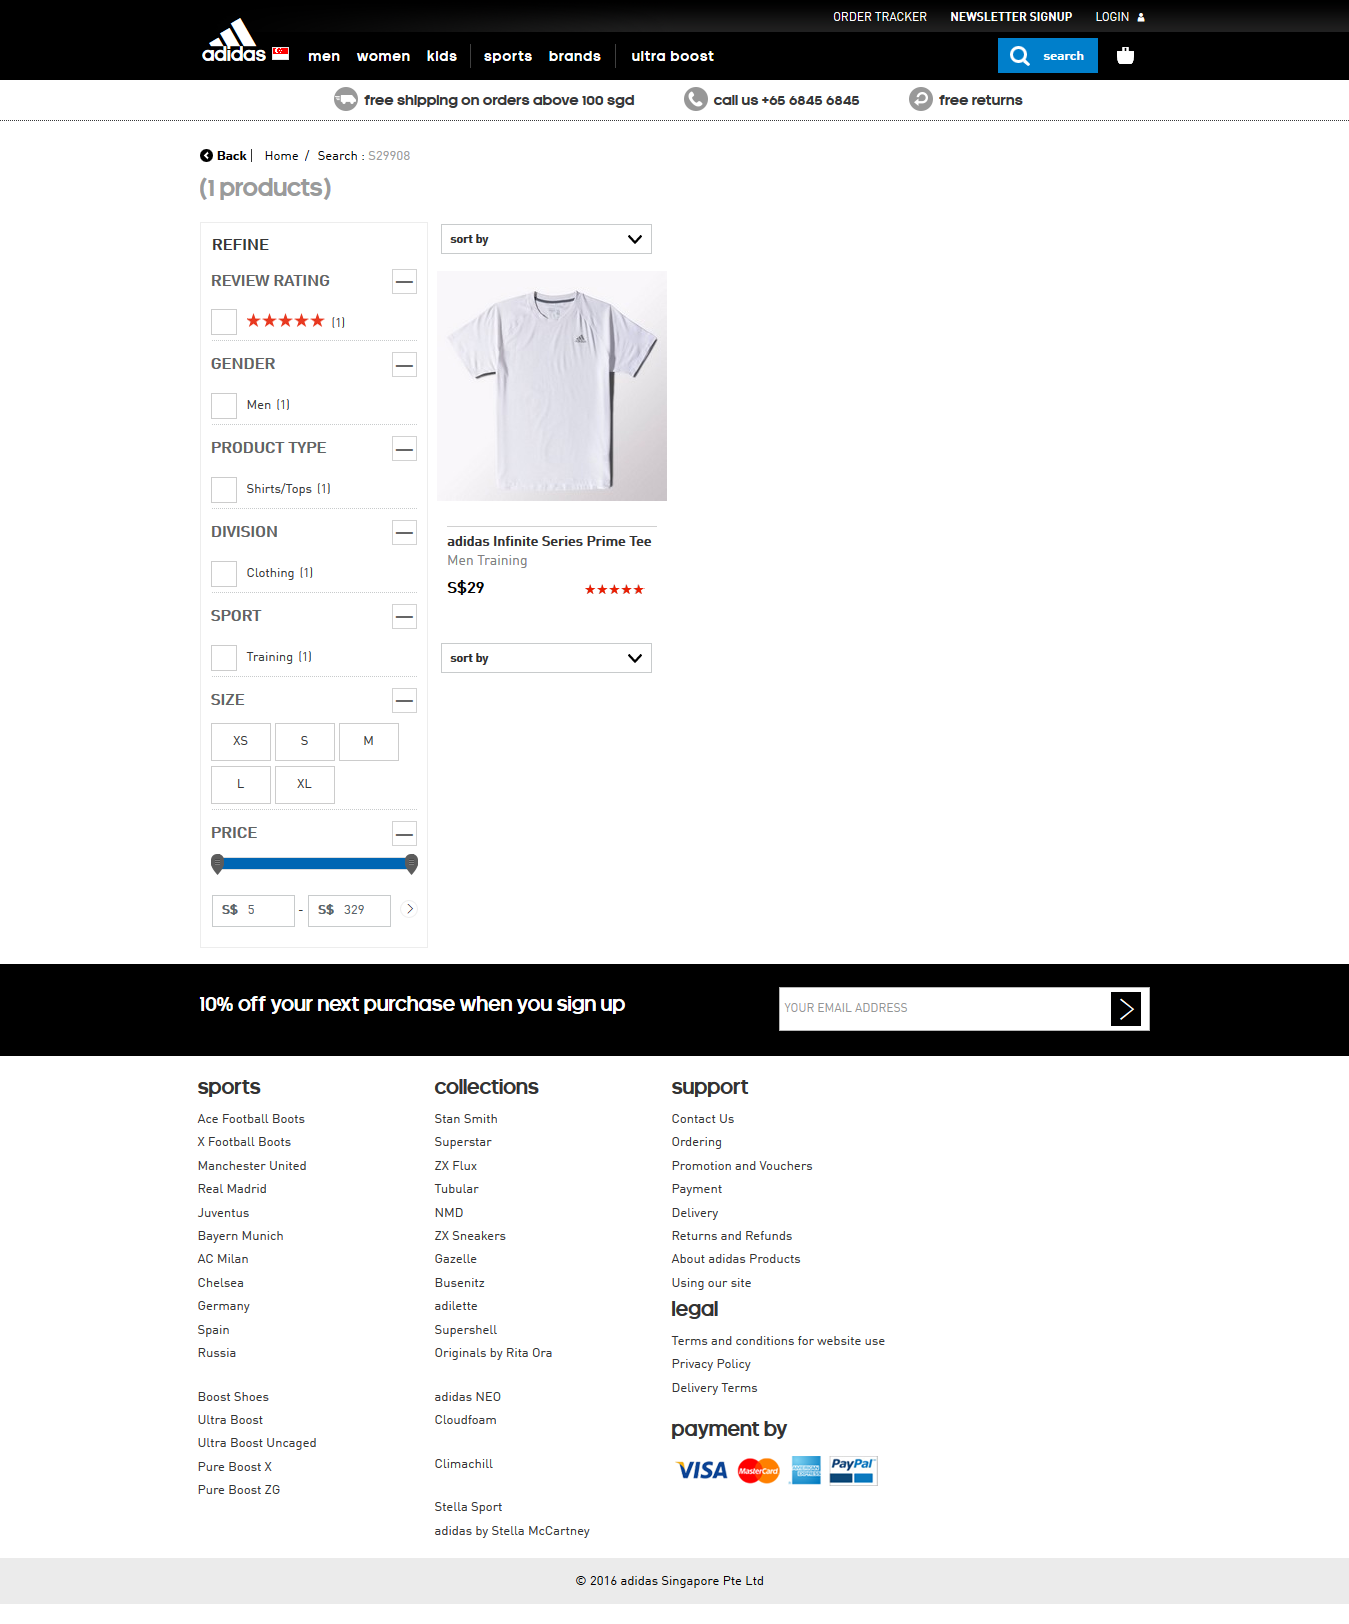 ORDER TRACKER NEWSLETTER SIGNUP LOGIN
adidas men women kids sports brands ultra boost search
free shipping on orders above 100 sgd call us +65 6845 6845 free returns
Back | Home / Search : S29908
(1 products)
REFINE
sort by
REVIEW RATING
(1)
GENDER
Men (1)
PRODUCT TYPE
Shirts/Tops (1)
DIVISION
Clothing (1)
SPORT
Training (1)
SIZE
XS S M
L XL
PRICE
S$ 5 - S$ 329
adidas Infinite Series Prime Tee
Men Training
S$29
sort by
10% off your next purchase when you sign up
YOUR EMAIL ADDRESS
sports
Ace Football Boots
X Football Boots
Manchester United
Real Madrid
Juventus
Bayern Munich
AC Milan
Chelsea
Germany
Spain
Russia
Boost Shoes
Ultra Boost
Ultra Boost Uncaged
Pure Boost X
Pure Boost ZG
collections
Stan Smith
Superstar
ZX Flux
Tubular
NMD
ZX Sneakers
Gazelle
Busenitz
adilette
Supershell
Originals by Rita Ora
adidas NEO
Cloudfoam
Climachill
Stella Sport
adidas by Stella McCartney
support
Contact Us
Ordering
Promotion and Vouchers
Payment
Delivery
Returns and Refunds
About adidas Products
Using our site
legal
Terms and conditions for website use
Privacy Policy
Delivery Terms
payment by
VISA MasterCard AMERICAN EXPRESS PayPal
© 2016 adidas Singapore Pte Ltd